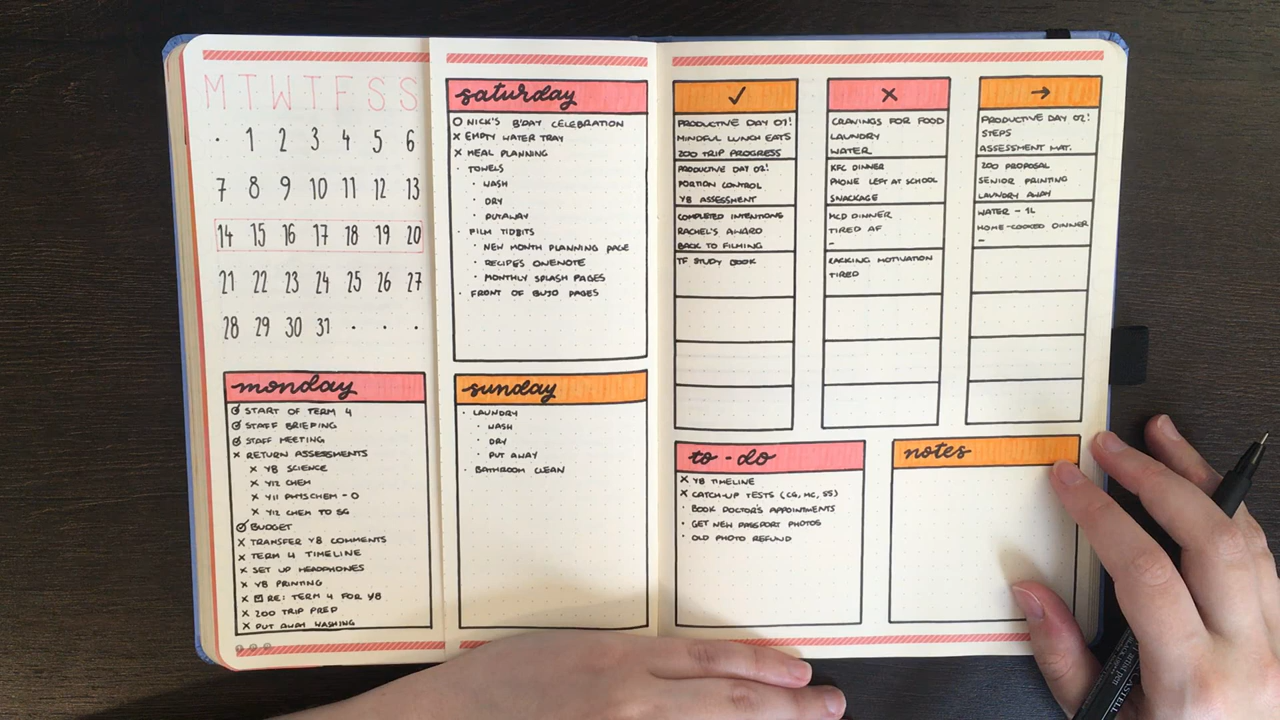 M T W T F S S
· 1 2 3 4 5 6
7 8 9 10 11 12 13
14 15 16 17 18 19 20
21 22 23 24 25 26 27
28 29 30 31 · · ·
monday
START OF TERM 4
STAFF BRIEFING
STAFF MEETING
× RETURN ASSESSMENTS
× Y8 SCIENCE
× Y12 CHEM
× Y11 PHYSCHEM - O
× Y12 CHEM TO SG
BUDGET
× TRANSFER Y8 COMMENTS
× TERM 4 TIMELINE
× SET UP HEADPHONES
× Y8 PRINTING
× RE: TERM 4 FOR Y8
× ZOO TRIP PREP
× PUT AWAY WASHING
saturday
O NICK'S B'DAY CELEBRATION
× EMPTY WATER TRAY
× MEAL PLANNING
· TOWELS
· WASH
· DRY
· PUTAWAY
· FILM TIDBITS
· NEW MONTH PLANNING PAGE
· RECIPES ONENOTE
· MONTHLY SPLASH PAGES
· FRONT OF BUJO PAGES
sunday
· LAUNDRY
· WASH
· DRY
· PUT AWAY
· BATHROOM CLEAN
✓
PRODUCTIVE DAY 01!
MINDFUL LUNCH EATS
ZOO TRIP PROGRESS
PRODUCTIVE DAY 02!
PORTION CONTROL
Y8 ASSESSMENT
COMPLETED INTENTIONS
RACHEL'S AWARD
BACK TO FILMING
TF STUDY BOOK
×
CRAVINGS FOR FOOD
LAUNDRY
WATER
KFC DINNER
PHONE LEFT AT SCHOOL
SNACKAGE
MCD DINNER
TIRED AF
-
LACKING MOTIVATION
TIRED
→
PRODUCTIVE DAY 02!
STEPS
ASSESSMENT MAT.
ZOO PROPOSAL
SENIOR PRINTING
LAUNDRY AWAY
WATER - 1L
HOME-COOKED DINNER
-
to-do
× Y8 TIMELINE
× CATCH-UP TESTS (CG, MC, SS)
· BOOK DOCTOR'S APPOINTMENTS
· GET NEW PASSPORT PHOTOS
· OLD PHOTO REFUND
notes